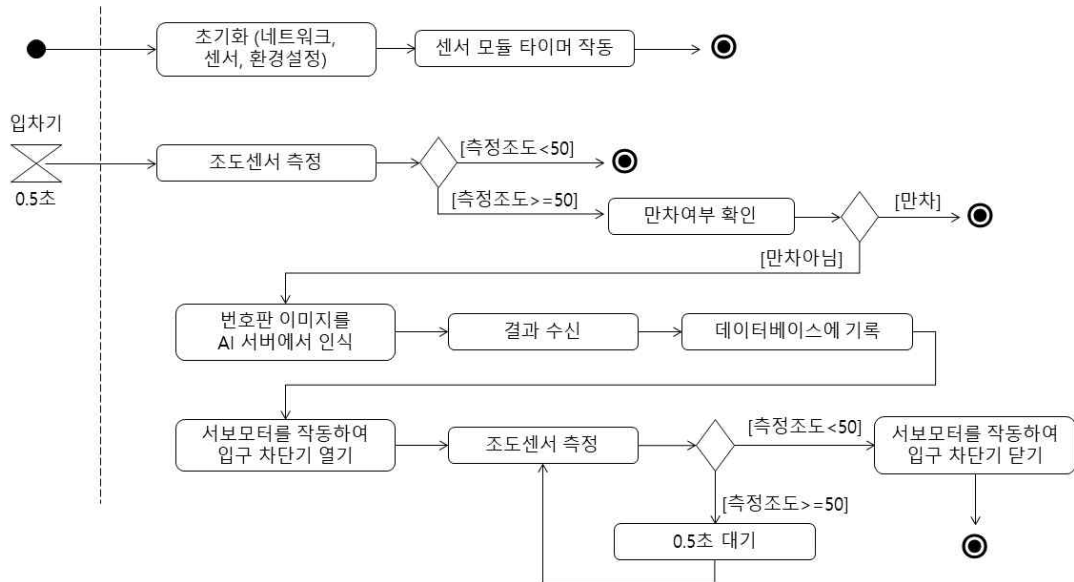 초기화 (네트워크,
센서, 환경설정)
센서 모듈 타이머 작동
입차기
0.5초
조도센서 측정
[측정조도<50]
[측정조도>=50]
만차여부 확인
[만차]
[만차아님]
번호판 이미지를
AI 서버에서 인식
결과 수신
데이터베이스에 기록
서보모터를 작동하여
입구 차단기 열기
조도센서 측정
[측정조도<50]
서보모터를 작동하여
입구 차단기 닫기
[측정조도>=50]
0.5초 대기